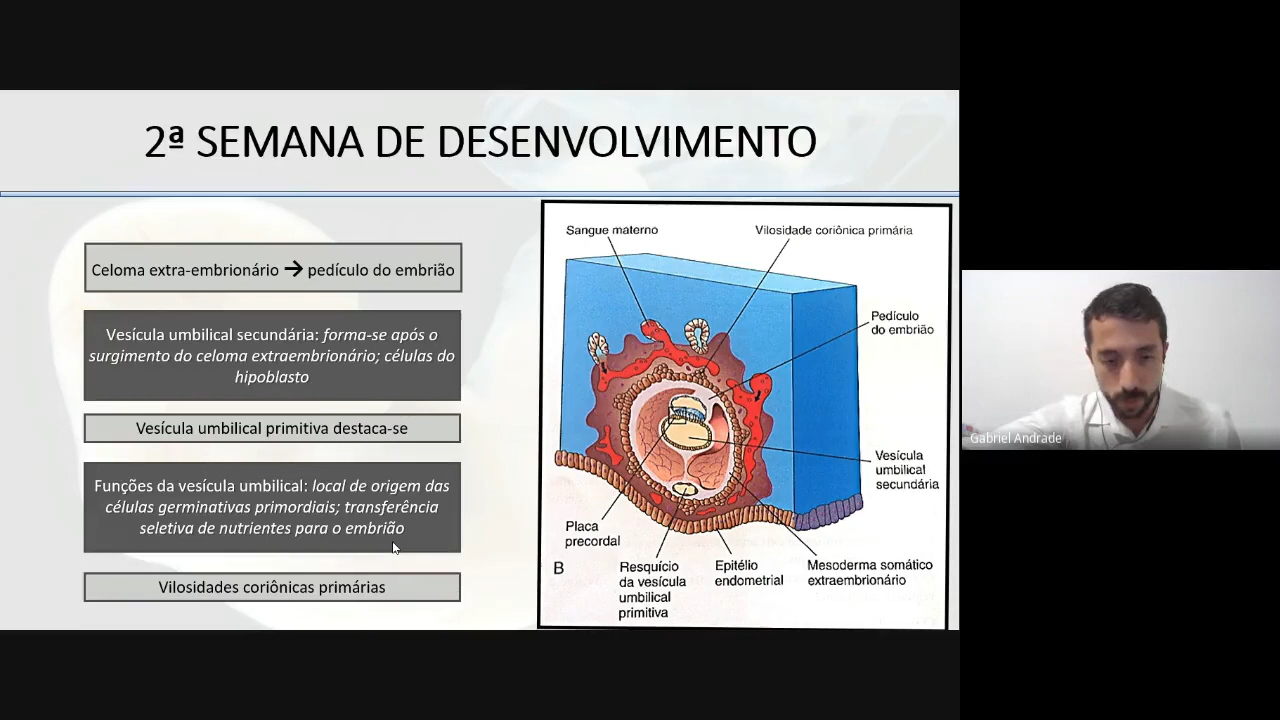 2ª SEMANA DE DESENVOLVIMENTO
Celoma extra-embrionário → pedículo do embrião
Vesícula umbilical secundária: forma-se após o
surgimento do celoma extraembrionário; células do
hipoblasto
Vesícula umbilical primitiva destaca-se
Funções da vesícula umbilical: local de origem das
células germinativas primordiais; transferência
seletiva de nutrientes para o embrião
Vilosidades coriônicas primárias
Sangue materno
Vilosidade coriônica primária
Pedículo
do embrião
Vesícula
umbilical
secundária
Placa
precordal
B
Resquício
da vesícula
umbilical
primitiva
Epitélio
endometrial
Mesoderma somático
extraembrionário
Gabriel Andrade